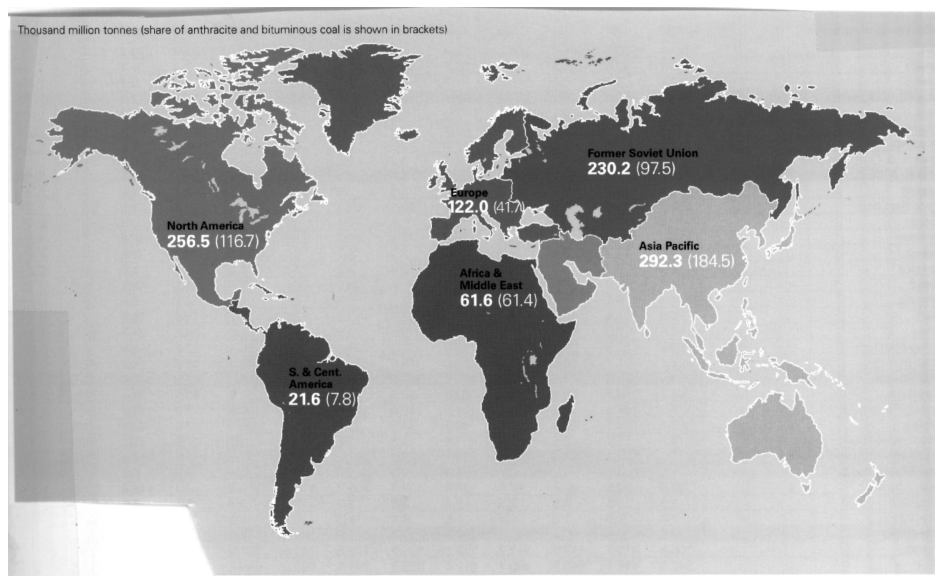 Thousand million tonnes (share of anthracite and bituminous coal is shown in brackets)
Former Soviet Union
230.2 (97.5)
Europe
122.0 (41.7)
North America
256.5 (116.7)
Asia Pacific
292.3 (184.5)
Africa &
Middle East
61.6 (61.4)
S. & Cent.
America
21.6 (7.8)